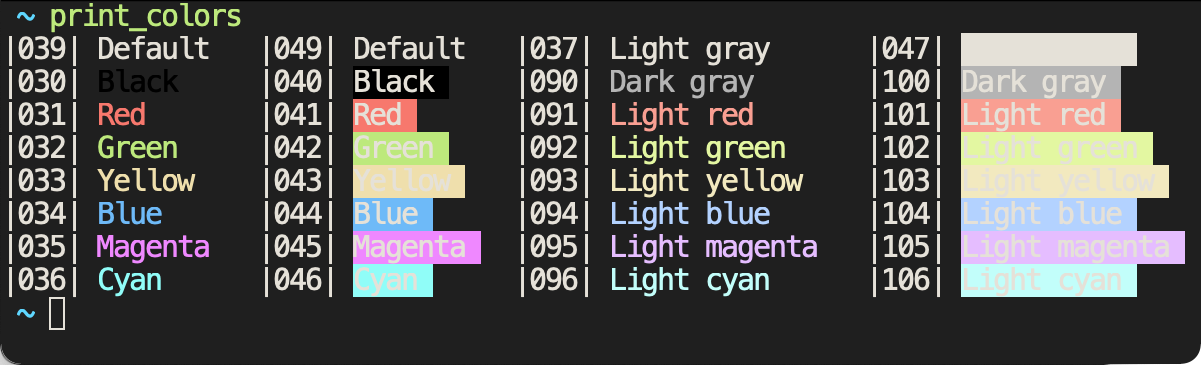 ~ print_colors
|039| Default |049| Default |037| Light gray |047|
|030| Black |040| Black |090| Dark gray |100| Dark gray
|031| Red |041| Red |091| Light red |101| Light red
|032| Green |042| Green |092| Light green |102| Light green
|033| Yellow |043| Yellow |093| Light yellow |103| Light yellow
|034| Blue |044| Blue |094| Light blue |104| Light blue
|035| Magenta |045| Magenta |095| Light magenta |105| Light magenta
|036| Cyan |046| Cyan |096| Light cyan |106| Light cyan
~